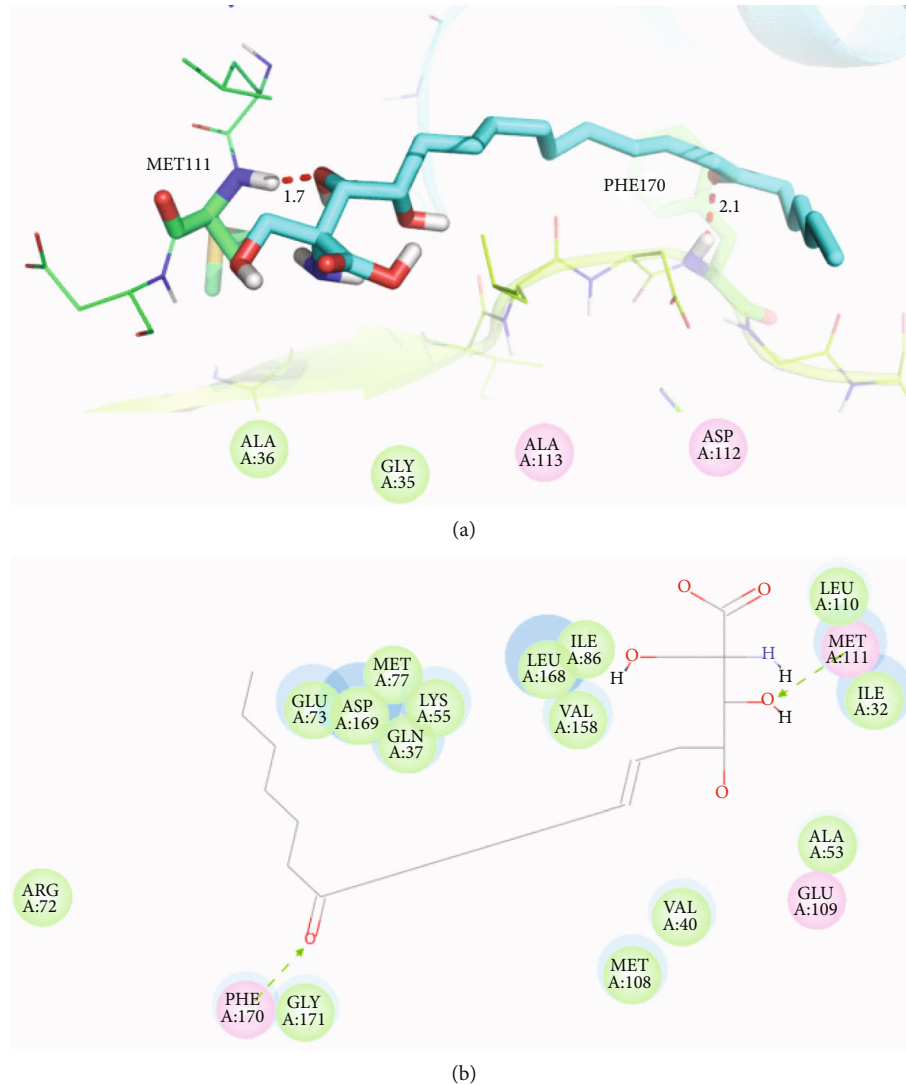 MET111
1.7
PHE170
2.1
ALA
A:36
GLY
A:35
ALA
A:113
ASP
A:112
(a)
LEU
A:110
MET
A:111
ILE
A:32
ILE
A:86
LEU
A:168
VAL
A:158
MET
A:77
GLU
A:73
ASP
A:169
LYS
A:55
GLN
A:37
O
O
O
H
H
H
O
H
O
ALA
A:53
GLU
A:109
ARG
A:72
VAL
A:40
MET
A:108
O
PHE
A:170
GLY
A:171
(b)